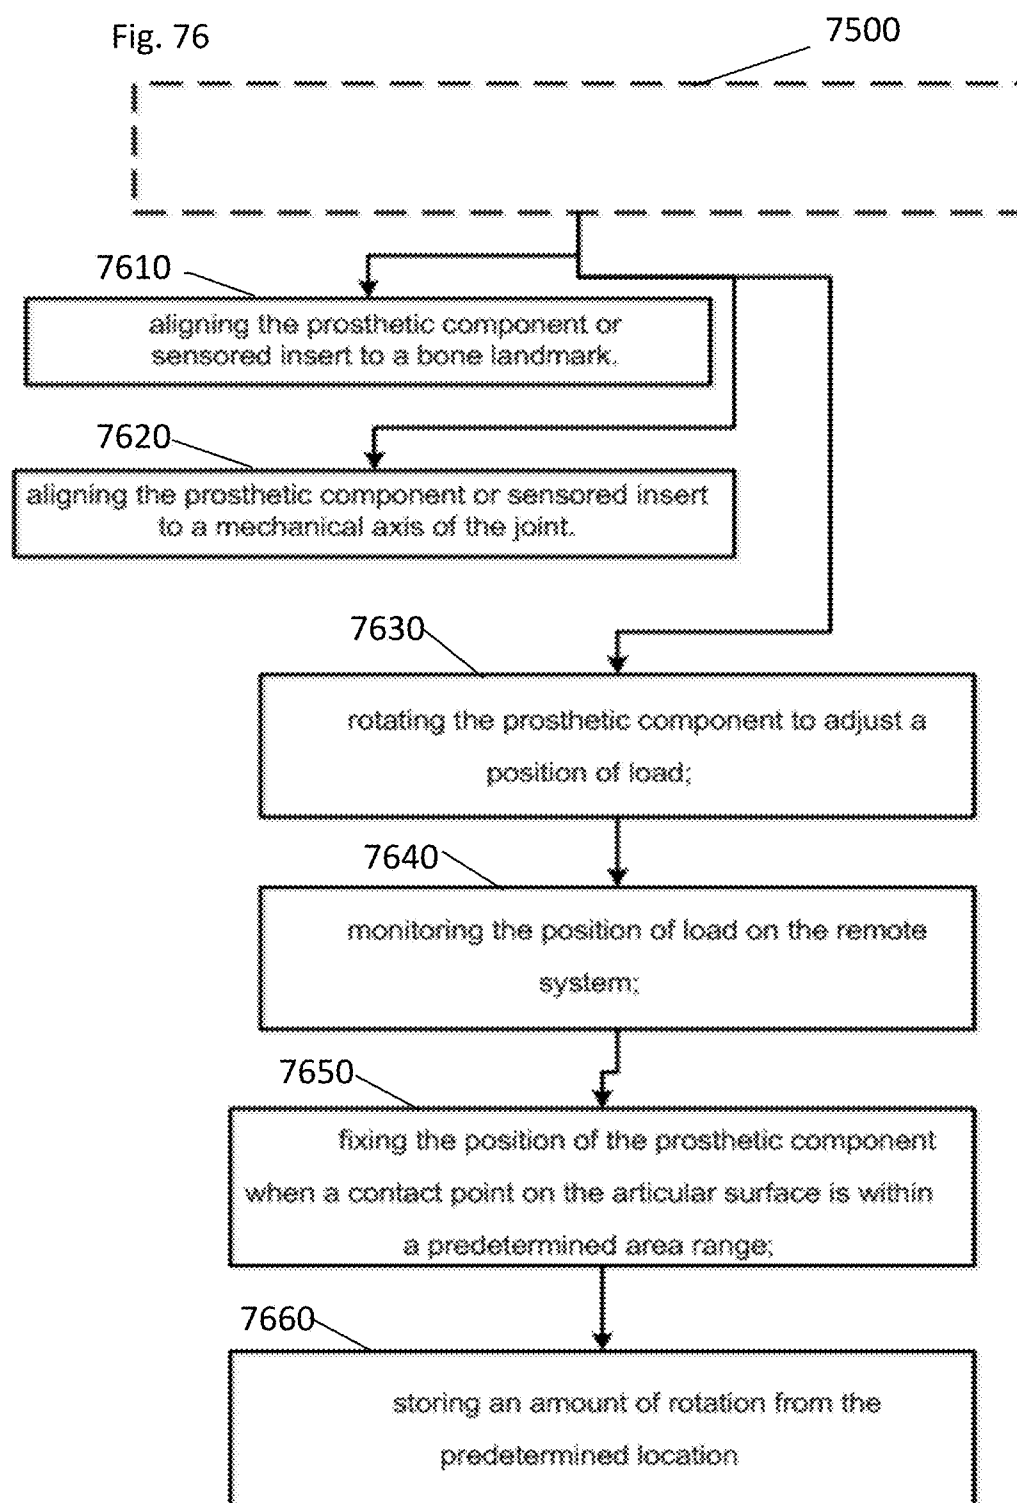 Fig. 76
7500
7610
aligning the prosthetic component or
sensored insert to a bone landmark.
7620
aligning the prosthetic component or sensored insert
to a mechanical axis of the joint.
7630
rotating the prosthetic component to adjust a
position of load;
7640
monitoring the position of load on the remote
system;
7650
fixing the position of the prosthetic component
when a contact point on the articular surface is within
a predetermined area range;
7660
storing an amount of rotation from the
predetermined location